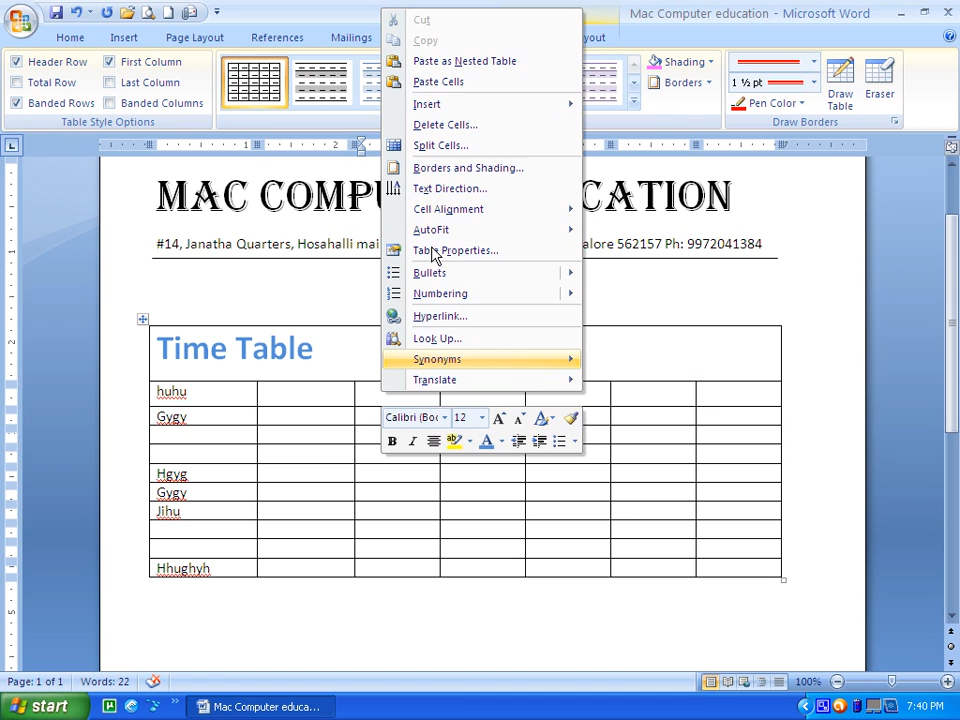 Mac Computer education - Microsoft Word
Home
Insert
Page Layout
References
Mailings
Header Row
Total Row
Banded Rows
First Column
Last Column
Banded Columns
Table Style Options
Shading
Borders
1 ½ pt
Pen Color
Draw Table
Eraser
Draw Borders
Cut
Copy
Paste as Nested Table
Paste Cells
Insert
Delete Cells...
Split Cells...
Borders and Shading...
Text Direction...
Cell Alignment
AutoFit
Table Properties...
Bullets
Numbering
Hyperlink...
Look Up...
Synonyms
Translate
Calibri (Boc
12
B I
#14, Janatha Quarters, Hosahalli mai
alore 562157 Ph: 9972041384
Time Table
huhu
Gygy
Hgyg
Gygy
Jihu
Hhughyh
Page: 1 of 1
Words: 22
100%
start
Mac Computer educa...
7:40 PM